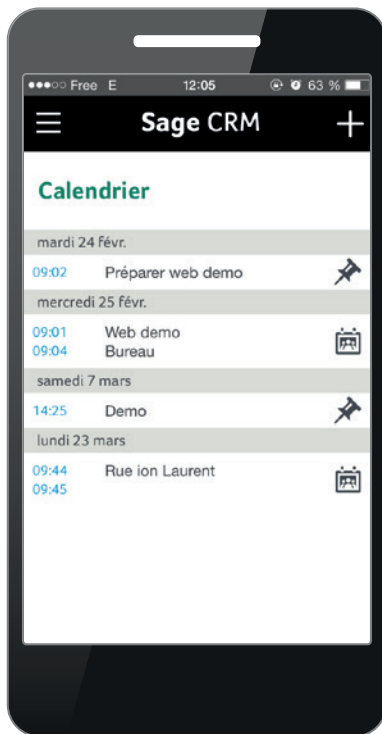 Free E 12:05 63 %
Sage CRM
Calendrier
mardi 24 févr.
09:02 Préparer web demo
mercredi 25 févr.
09:01 Web demo
09:04 Bureau
samedi 7 mars
14:25 Demo
lundi 23 mars
09:44 Rue ion Laurent
09:45